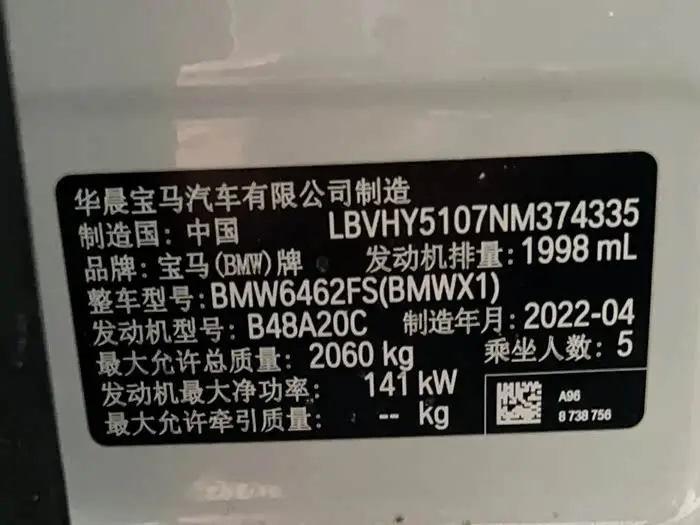 华晨宝马汽车有限公司制造
制造国: 中国 LBVHY5107NM374335
品牌: 宝马(BMW)牌 发动机排量: 1998 mL
整车型号: BMW6462FS(BMWX1)
发动机型号: B48A20C 制造年月: 2022-04
最大允许总质量: 2060 kg 乘坐人数: 5
发动机最大净功率: 141 kW
最大允许牵引质量: -- kg
A96
8 738 756